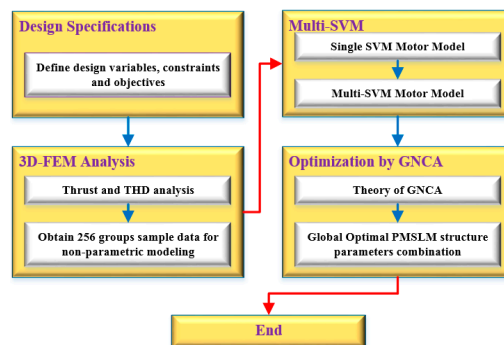 Design Specifications
Define design variables, constraints
and objectives
3D-FEM Analysis
Thrust and THD analysis
Obtain 256 groups sample data for
non-parametric modeling
Multi-SVM
Single SVM Motor Model
Multi-SVM Motor Model
Optimization by GNCA
Theory of GNCA
Global Optimal PMSLM structure
parameters combination
End